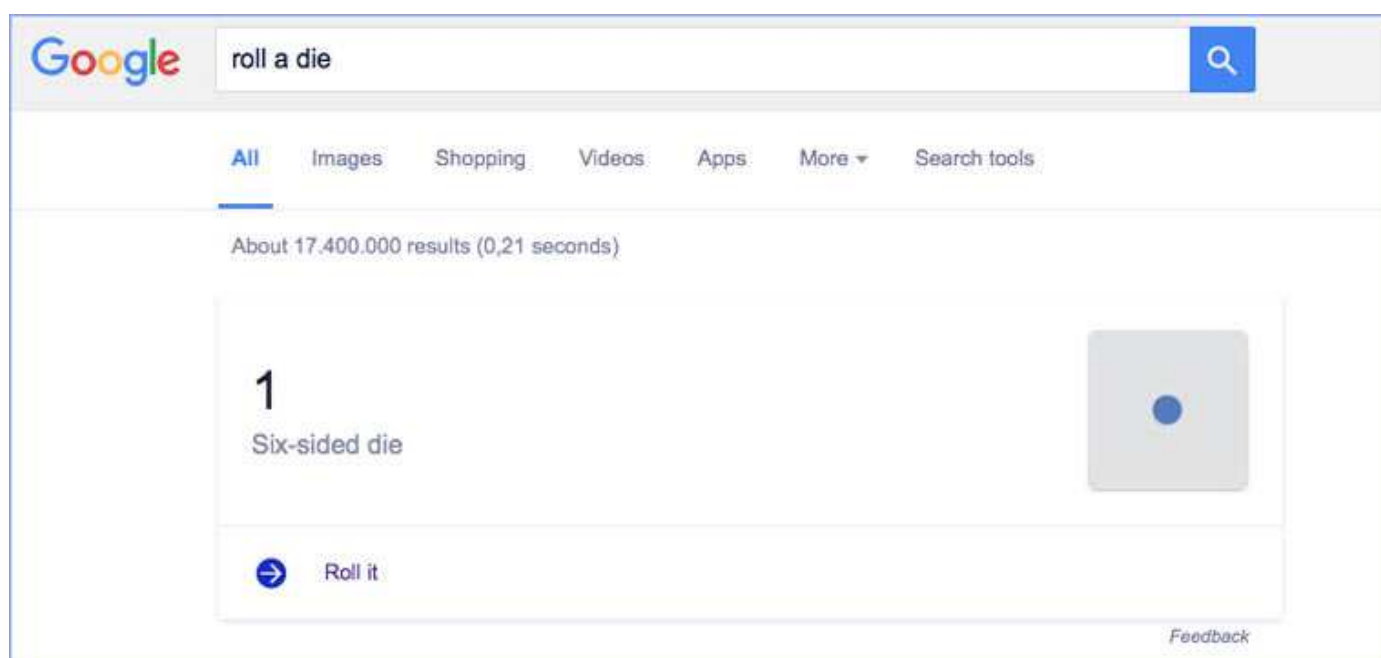 Google roll a die
All Images Shopping Videos Apps More Search tools
About 17.400.000 results (0,21 seconds)
1
Six-sided die
Roll it
Feedback